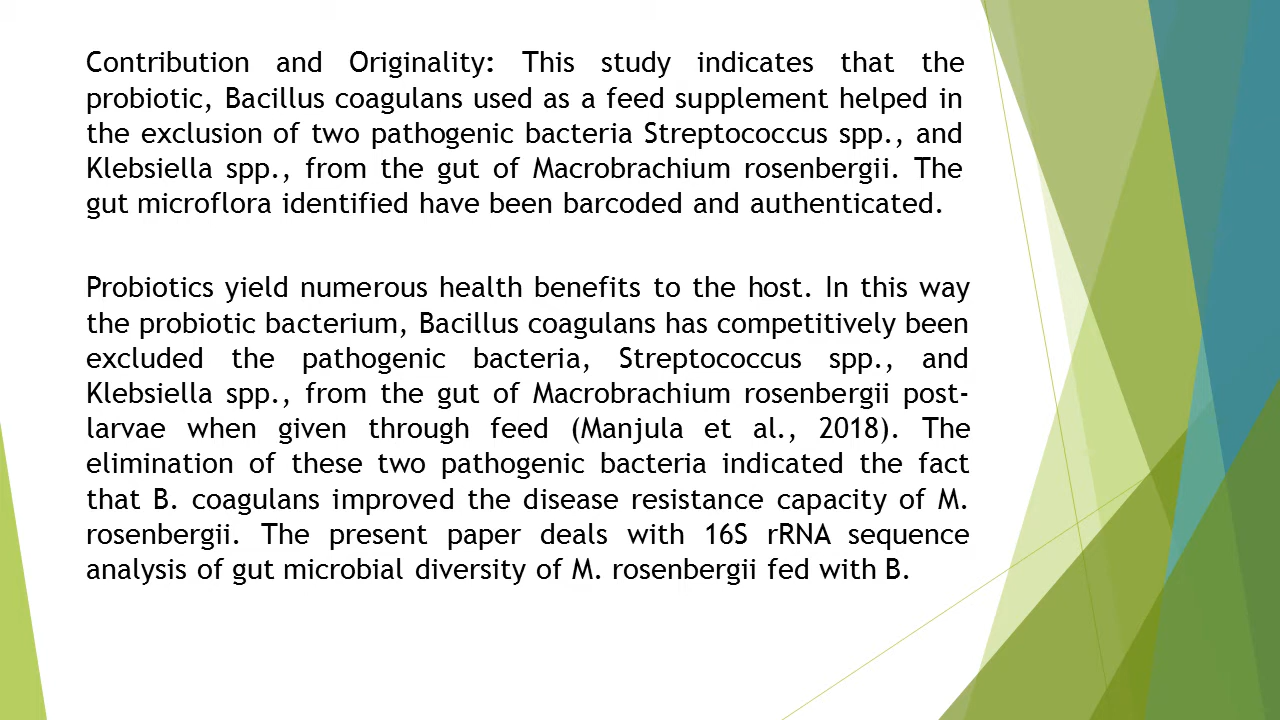 Contribution and Originality: This study indicates that the
probiotic, Bacillus coagulans used as a feed supplement helped in
the exclusion of two pathogenic bacteria Streptococcus spp., and
Klebsiella spp., from the gut of Macrobrachium rosenbergii. The
gut microflora identified have been barcoded and authenticated.
Probiotics yield numerous health benefits to the host. In this way
the probiotic bacterium, Bacillus coagulans has competitively been
excluded the pathogenic bacteria, Streptococcus spp., and
Klebsiella spp., from the gut of Macrobrachium rosenbergii post-
larvae when given through feed (Manjula et al., 2018). The
elimination of these two pathogenic bacteria indicated the fact
that B. coagulans improved the disease resistance capacity of M.
rosenbergii. The present paper deals with 16S rRNA sequence
analysis of gut microbial diversity of M. rosenbergii fed with B.